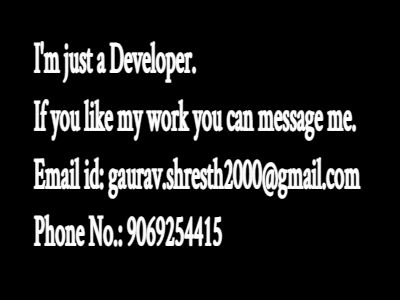 I'm just a Developer.
If you like my work you can message me.
Email id: gaurav.shresth2000@gmail.com
Phone No.: 9069254415